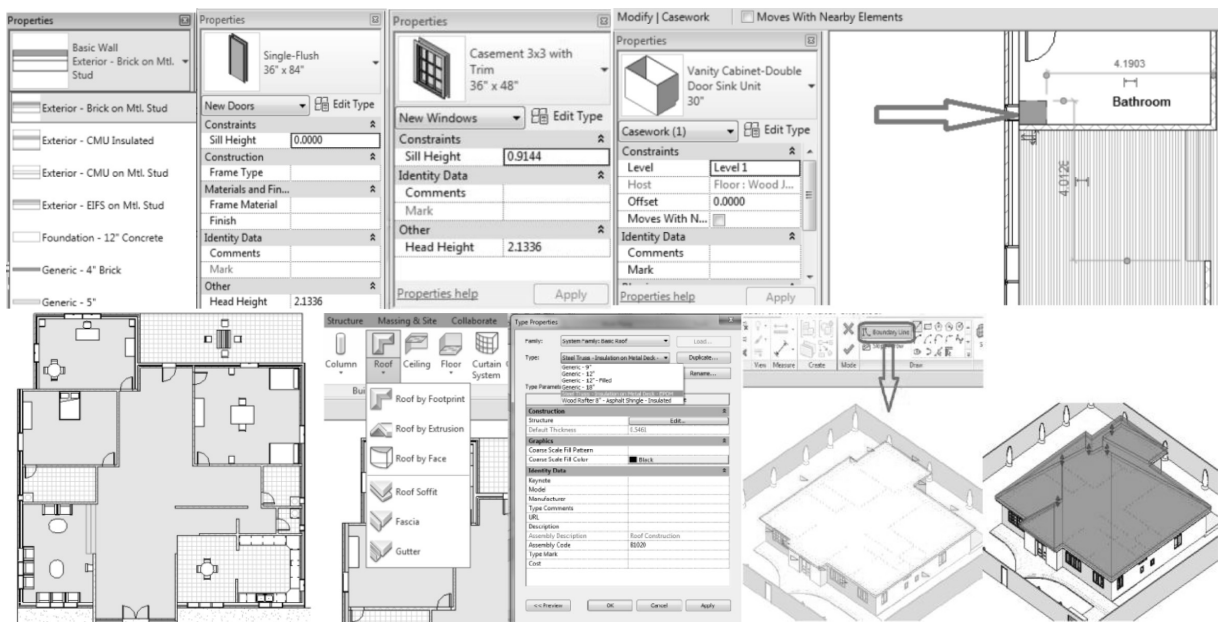 Properties
Basic Wall
Exterior - Brick on Mtl.
Stud
Exterior - Brick on Mtl. Stud
Exterior - CMU Insulated
Exterior - CMU on Mtl. Stud
Exterior - EIFS on Mtl. Stud
Foundation - 12" Concrete
Generic - 4" Brick
Generic - 5"
Properties
Single-Flush
36" x 84"
New Doors
Edit Type
Constraints
Sill Height 0.0000
Construction
Frame Type
Materials and Fin...
Frame Material
Finish
Identity Data
Comments
Mark
Other
Head Height 2.1336
Properties
Casement 3x3 with
Trim
36" x 48"
New Windows
Edit Type
Constraints
Sill Height 0.9144
Identity Data
Comments
Mark
Other
Head Height 2.1336
Properties help
Apply
Modify | Casework
Moves With Nearby Elements
Properties
Vanity Cabinet-Double
Door Sink Unit
30"
Casework (1)
Edit Type
Constraints
Level Level 1
Host Floor : Wood J...
Offset 0.0000
Moves With N...
Identity Data
Comments
Mark
Properties help
Apply
4.1903
Bathroom
4.0126
Structure Massing & Site Collaborate
Column Roof Ceiling Floor Curtain
System
Roof by Footprint
Roof by Extrusion
Roof by Face
Roof Soffit
Fascia
Gutter
Type Properties
Family: System Family: Basic Roof Load...
Type: Steel Truss - Insulation on Metal Deck - Duplicate...
Generic - 9"
Generic - 12"
Generic - 12" - Filled
Generic - 18"
Rename...
Wood Rafter 8" - Asphalt Shingle - Insulated
Construction
Structure Edit...
Default Thickness 0.5461
Graphics
Coarse Scale Fill Pattern
Coarse Scale Fill Color Black
Identity Data
Keynote
Model
Manufacturer
Type Comments
URL
Description
Assembly Description Roof Construction
Assembly Code B1020
Type Mark
Cost
<< Preview OK Cancel Apply
Boundary Line
View Measure Create Mode Draw